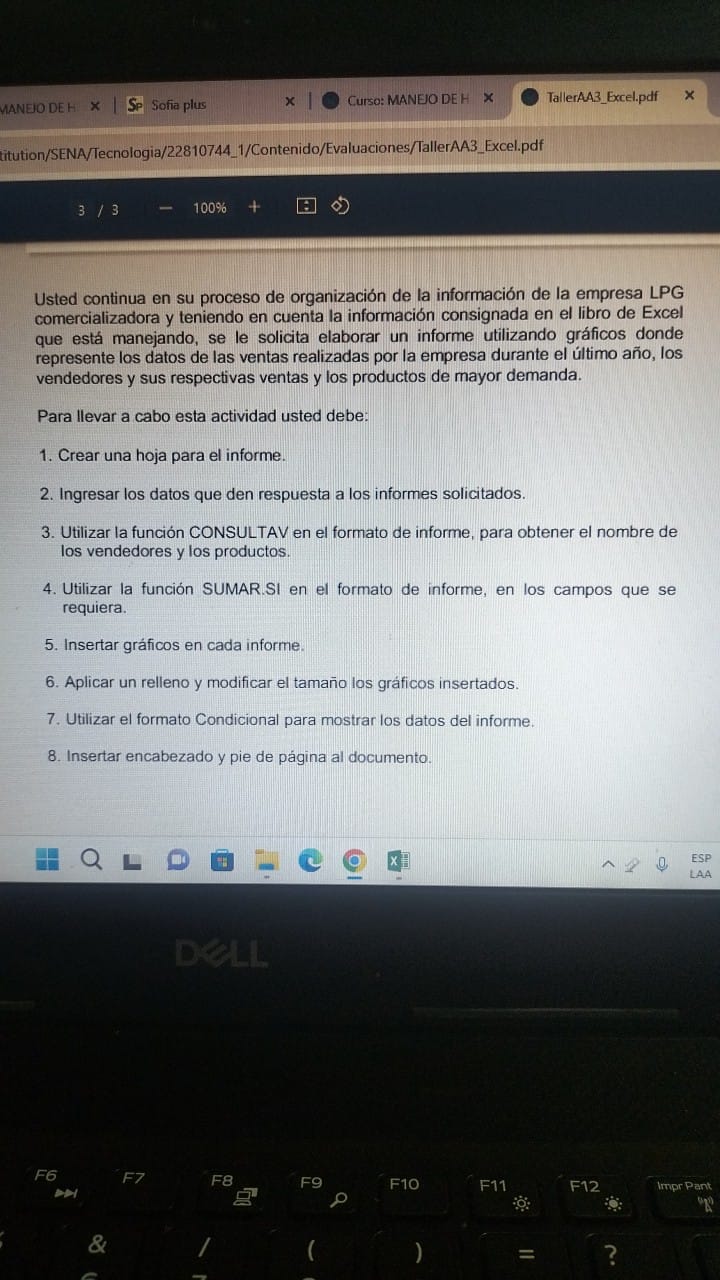 MANEJO DE H
Sofia plus
Curso: MANEJO DE H
TallerAA3_Excel.pdf
titution/SENA/Tecnologia/22810744_1/Contenido/Evaluaciones/TallerAA3_Excel.pdf
3 / 3
100%
Usted continua en su proceso de organización de la información de la empresa LPG
comercializadora y teniendo en cuenta la información consignada en el libro de Excel
que está manejando, se le solicita elaborar un informe utilizando gráficos donde
represente los datos de las ventas realizadas por la empresa durante el último año, los
vendedores y sus respectivas ventas y los productos de mayor demanda.
Para llevar a cabo esta actividad usted debe:
1. Crear una hoja para el informe.
2. Ingresar los datos que den respuesta a los informes solicitados.
3. Utilizar la función CONSULTAV en el formato de informe, para obtener el nombre de
los vendedores y los productos.
4. Utilizar la función SUMAR.SI en el formato de informe, en los campos que se
requiera.
5. Insertar gráficos en cada informe.
6. Aplicar un relleno y modificar el tamaño los gráficos insertados.
7. Utilizar el formato Condicional para mostrar los datos del informe.
8. Insertar encabezado y pie de página al documento.
ESP
LAA
DELL
F6 F7 F8 F9 F10 F11 F12 Impr Pant
& / ( ) = ?